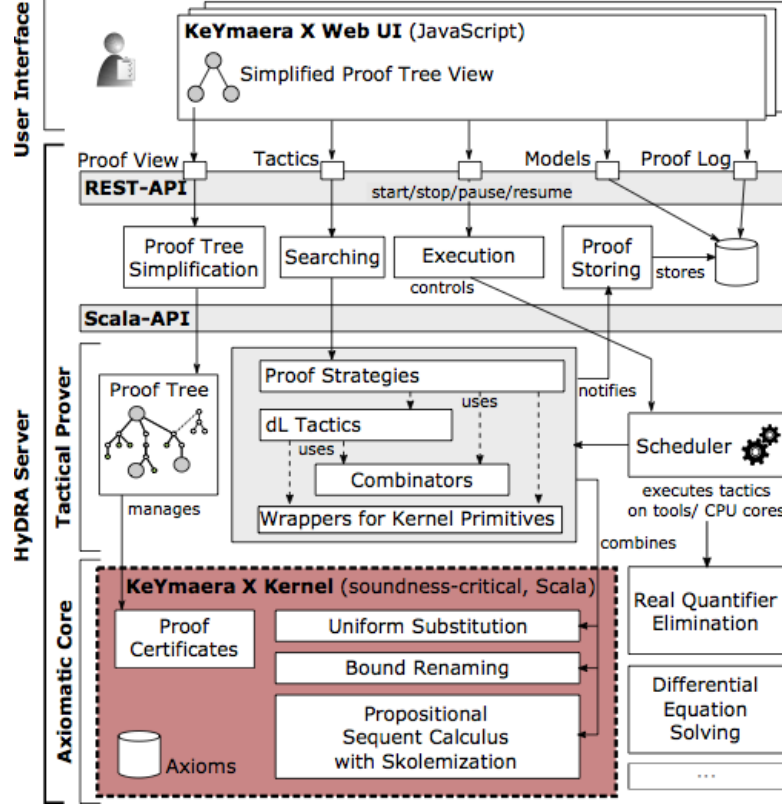 User Interface
KeYmaera X Web UI (JavaScript)
Simplified Proof Tree View
HyDRA Server
Proof View
Tactics
Models
Proof Log
REST-API
start/stop/pause/resume
Proof Tree
Simplification
Searching
Execution
controls
Proof
Storing
stores
Scala-API
Tactical Prover
Proof Tree
manages
Proof Strategies
uses
dL Tactics
uses
Combinators
Wrappers for Kernel Primitives
notifies
Scheduler
executes tactics
on tools/ CPU cores
combines
Axiomatic Core
KeYmaera X Kernel (soundness-critical, Scala)
Proof
Certificates
Axioms
Uniform Substitution
Bound Renaming
Propositional
Sequent Calculus
with Skolemization
Real Quantifier
Elimination
Differential
Equation
Solving
...